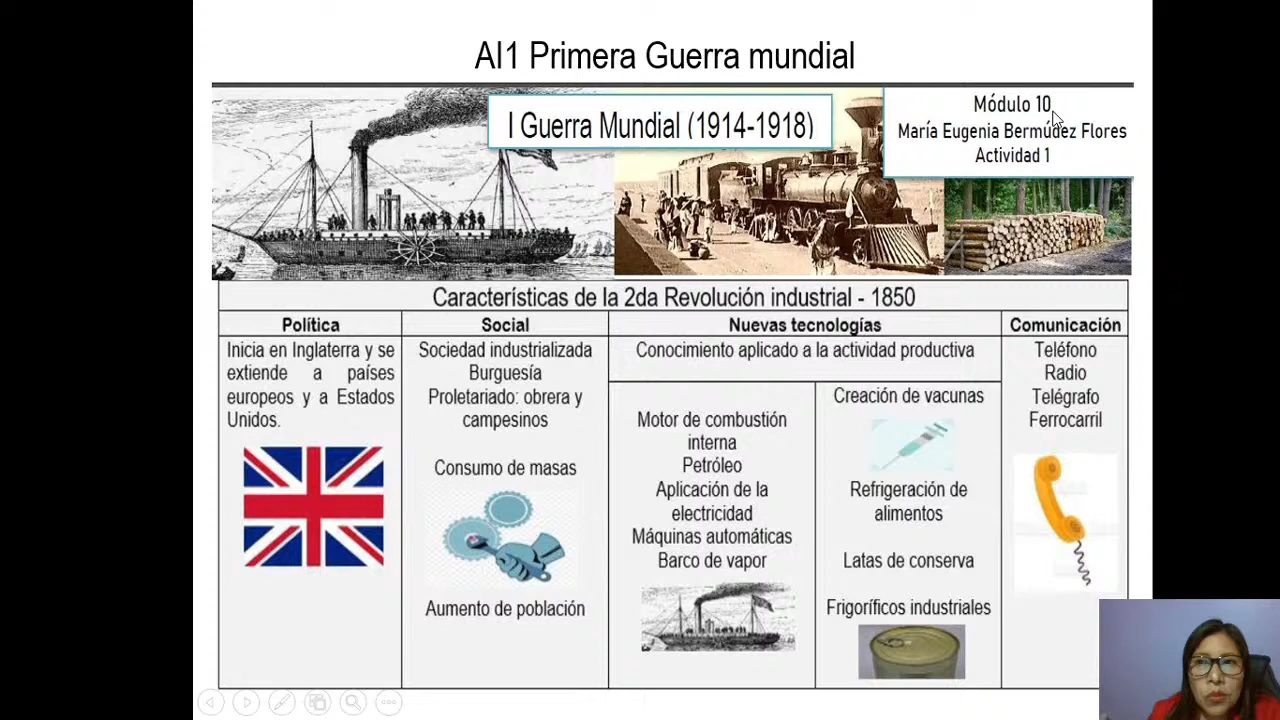 AI1 Primera Guerra mundial
I Guerra Mundial (1914-1918)
Módulo 10
María Eugenia Bermúdez Flores
Actividad 1
Características de la 2da Revolución industrial - 1850
Política
Inicia en Inglaterra y se
extiende a países
europeos y a Estados
Unidos.
Social
Sociedad industrializada
Burguesía
Proletariado: obrera y
campesinos
Consumo de masas
Aumento de población
Nuevas tecnologías
Conocimiento aplicado a la actividad productiva
Motor de combustión
interna
Petróleo
Aplicación de la
electricidad
Máquinas automáticas
Barco de vapor
Creación de vacunas
Refrigeración de
alimentos
Latas de conserva
Frigoríficos industriales
Comunicación
Teléfono
Radio
Telégrafo
Ferrocarril